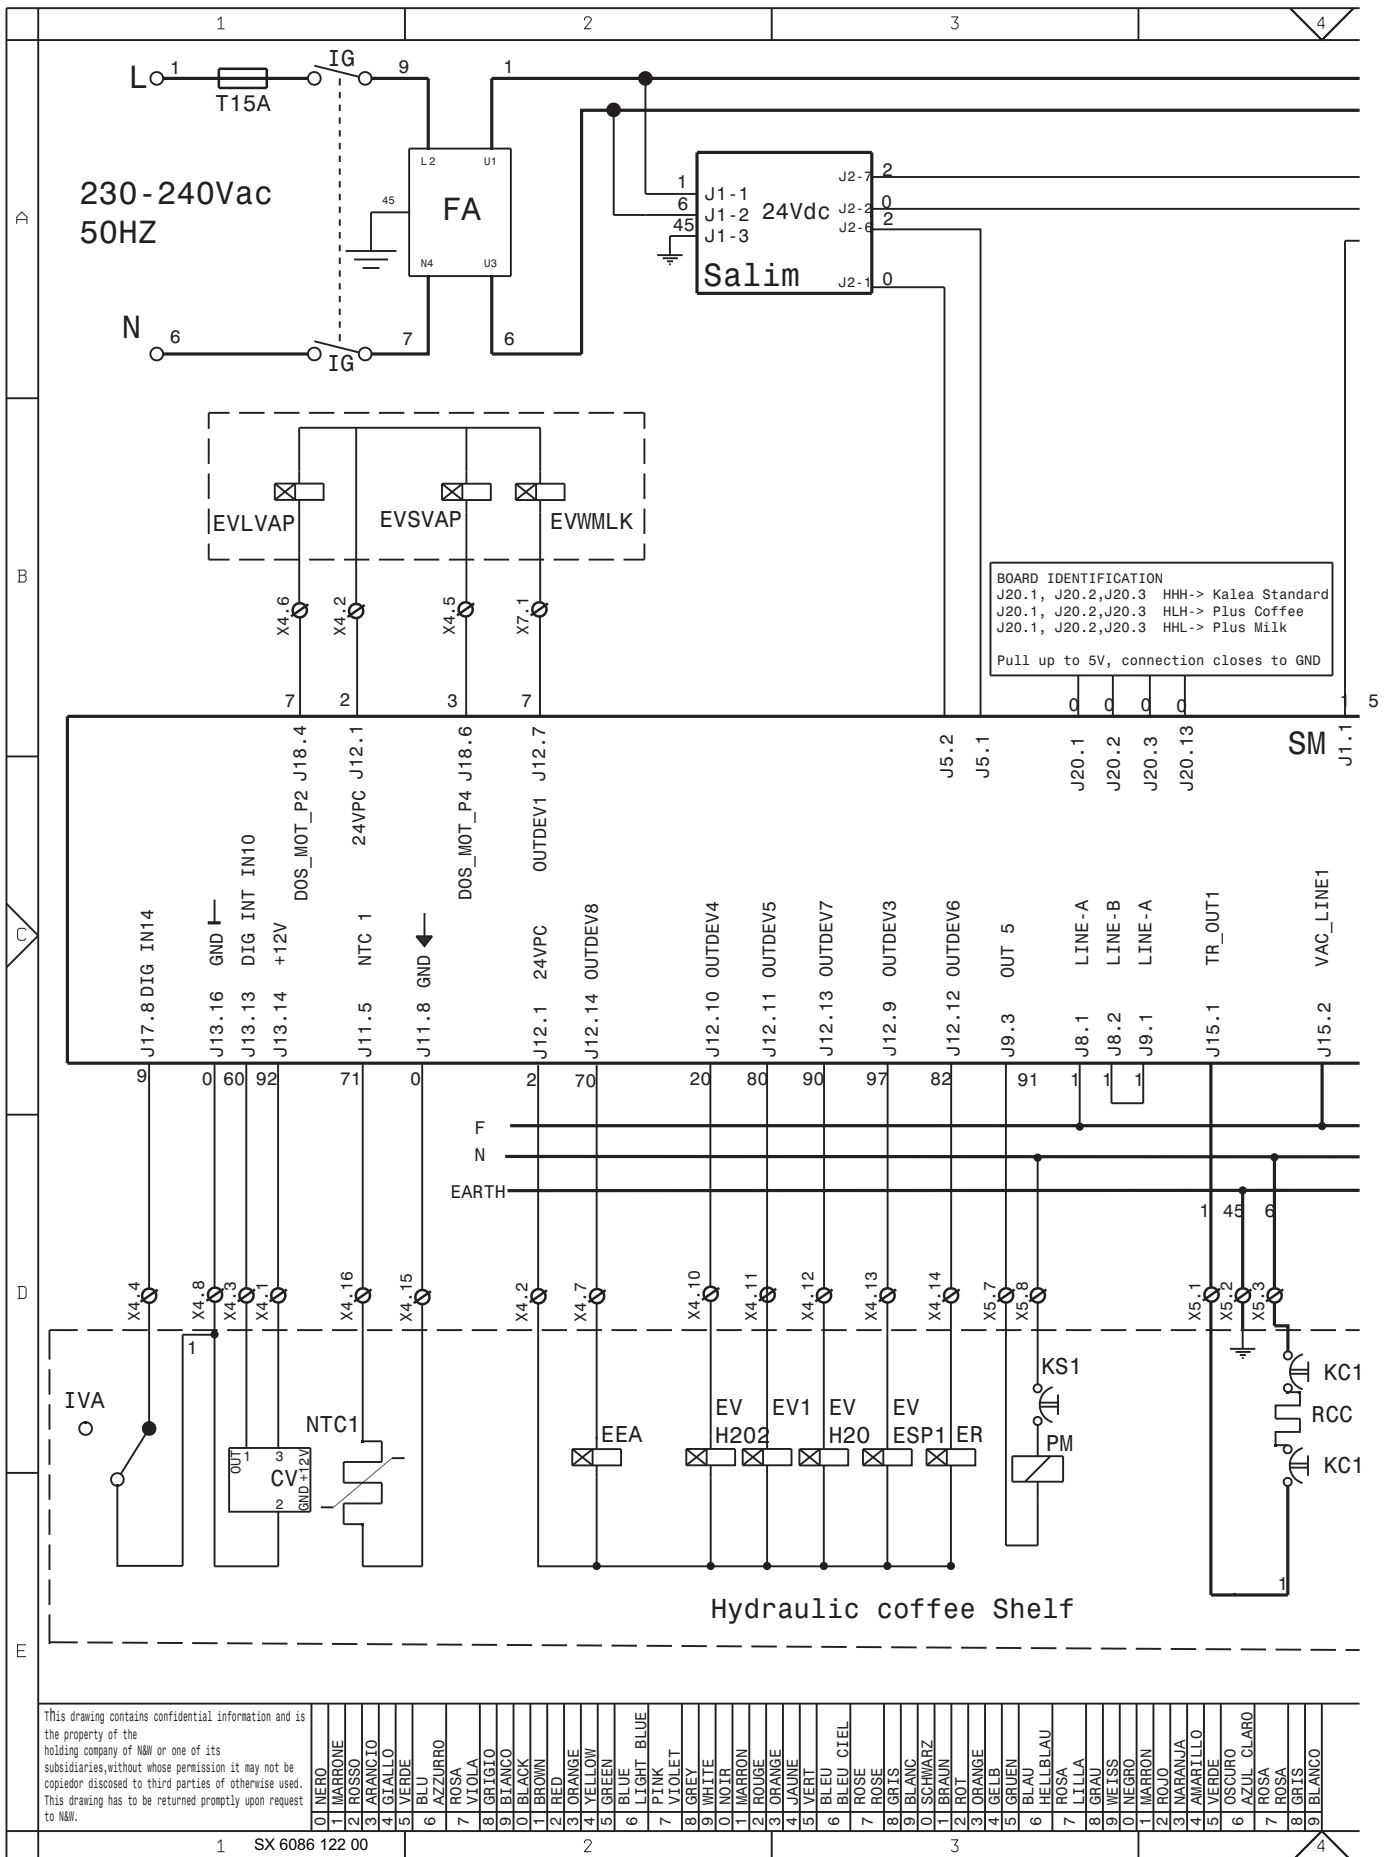 1 2 3 4
L 1 IG 9 1
T15A
L2 U1
230-240Vac
50HZ
45 FA
N4 U3
N 6 IG 7 6
1 J1-1 J2-7 2
6 J1-2 24Vdc J2-2 0
45 J1-3 J2-6 2
Salim J2-1 0
A
EVLVAP EVSVAP EVWMLK
B
X4.6 X4.2 X4.5 X7.1
BOARD IDENTIFICATION
J20.1, J20.2,J20.3 HHH-> Kalea Standard
J20.1, J20.2,J20.3 HLH-> Plus Coffee
J20.1, J20.2,J20.3 HHL-> Plus Milk
Pull up to 5V, connection closes to GND
7 2 3 7 0 0 0 0 1 5
DOS_MOT_P2 J18.4
24VPC J12.1
DOS_MOT_P4 J18.6
OUTDEV1 J12.7
J5.2
J5.1
J20.1
J20.2
J20.3
J20.13
SM
J1.1
C
J17.8 DIG IN14
J13.16 GND
J13.13 DIG INT IN10
J13.14 +12V
J11.5 NTC 1
J11.8 GND
J12.1 24VPC
J12.14 OUTDEV8
J12.10 OUTDEV4
J12.11 OUTDEV5
J12.13 OUTDEV7
J12.9 OUTDEV3
J12.12 OUTDEV6
J9.3 OUT 5
J8.1 LINE-A
J8.2 LINE-B
J9.1 LINE-A
J15.1 TR_OUT1
J15.2 VAC_LINE1
9 0 60 92 71 0 2 70 20 80 90 97 82 91 1 1 1
F
N
EARTH
1 45 6
D
X4.4 X4.8 X4.3 X4.1 X4.16 X4.15 X4.2 X4.7 X4.10 X4.11 X4.12 X4.13 X4.14 X5.7 X5.8 X5.1 X5.2 X5.3
1
IVA
NTC1
OUT 1 3 +12V
CV
2 GND
EEA
EV H202
EV1
EV H20
EV ESP1
ER
KS1
PM
KC1
RCC
KC1
1
Hydraulic coffee Shelf
E
This drawing contains confidential information and is
the property of the
holding company of N&W or one of its
subsidiaries,without whose permission it may not be
copiedor discosed to third parties of otherwise used.
This drawing has to be returned promptly upon request
to N&W.
0 NERO
1 MARRONE
2 ROSSO
3 ARANCIO
4 GIALLO
5 VERDE
6 BLU
AZZURRO
7 ROSA
VIOLA
8 GRIGIO
9 BIANCO
0 BLACK
1 BROWN
2 RED
3 ORANGE
4 YELLOW
5 GREEN
6 BLUE
LIGHT BLUE
7 PINK
VIOLET
8 GREY
9 WHITE
0 NOIR
1 MARRON
2 ROUGE
3 ORANGE
4 JAUNE
5 VERT
6 BLEU
BLEU CIEL
7 ROSE
ROSE
8 GRIS
9 BLANC
0 SCHWARZ
1 BRAUN
2 ROT
3 ORANGE
4 GELB
5 GRUEN
6 BLAU
HELLBLAU
7 ROSA
LILLA
8 GRAU
9 WEISS
0 NEGRO
1 MARRON
2 ROJO
3 NARANJA
4 AMARILLO
5 VERDE
6 OSCURO
AZUL CLARO
7 ROSA
ROSA
8 GRIS
9 BLANCO
1 SX 6086 122 00 2 3 4